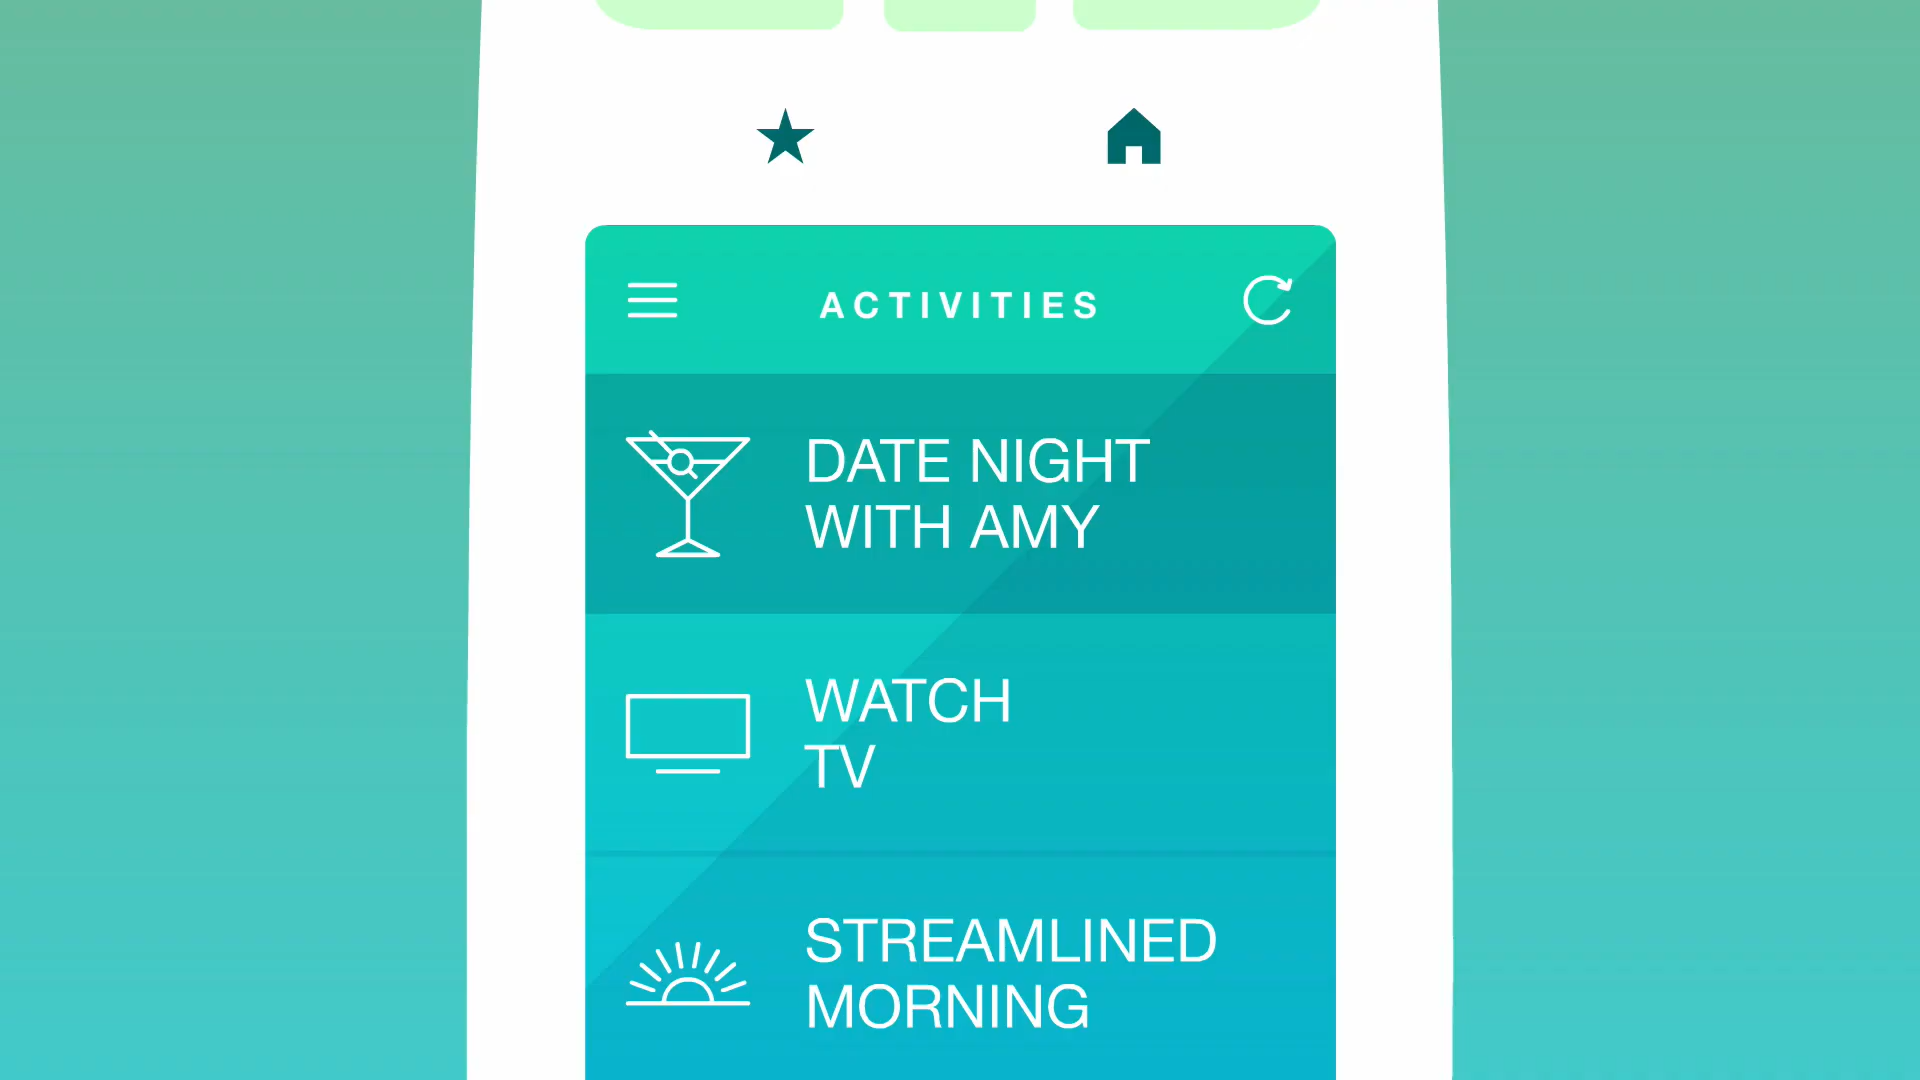 ACTIVITIES
DATE NIGHT
WITH AMY
WATCH
TV
STREAMLINED
MORNING